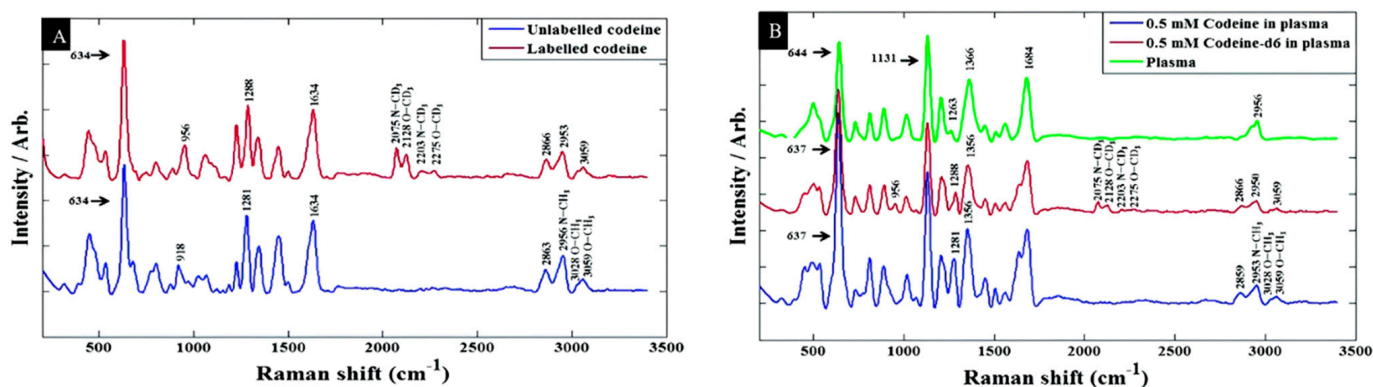 A
Unlabelled codeine
Labelled codeine
634
956
1288
1634
2075 N–CD3
2128 O–CD3
2203 N–CD3
2275 O–CD3
2866
2953
3059
634
918
1281
1634
2863
2956 N–CH3
3028 O–CH3
3059 O–CH3
Intensity / Arb.
500
1000
1500
2000
2500
3000
3500
Raman shift (cm-1)
B
0.5 mM Codeine in plasma
0.5 mM Codeine-d6 in plasma
Plasma
644
1131
1263
1366
1684
2956
637
956
1288
1356
2075 N–CD3
2128 O–CD3
2203 N–CD3
2275 O–CD3
2866
2950
3059
637
1281
1356
2859
2953 N–CH3
3028 O–CH3
3059 O–CH3
Intensity / Arb.
500
1000
1500
2000
2500
3000
3500
Raman shift (cm-1)